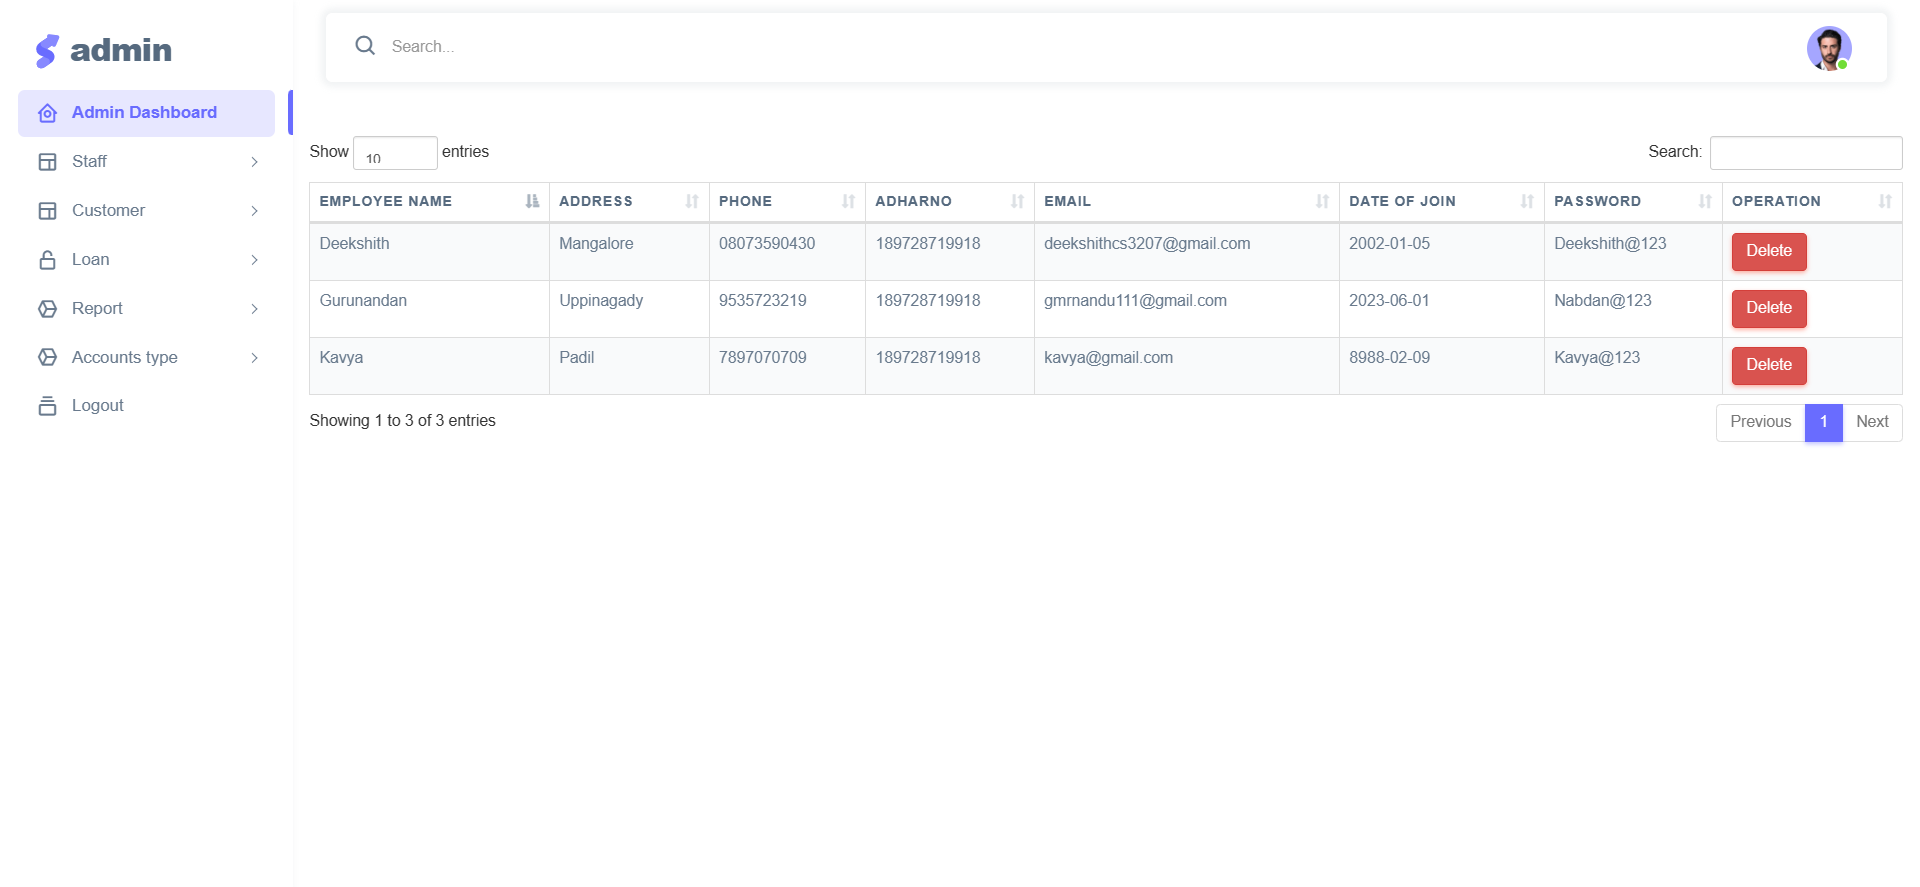 admin
Search...
Admin Dashboard
Staff
Customer
Loan
Report
Accounts type
Logout
Show 10 entries
Search:
EMPLOYEE NAME ADDRESS PHONE ADHARNO EMAIL DATE OF JOIN PASSWORD OPERATION
Deekshith Mangalore 08073590430 189728719918 deekshithcs3207@gmail.com 2002-01-05 Deekshith@123 Delete
Gurunandan Uppinagady 9535723219 189728719918 gmrnandu111@gmail.com 2023-06-01 Nabdan@123 Delete
Kavya Padil 7897070709 189728719918 kavya@gmail.com 8988-02-09 Kavya@123 Delete
Showing 1 to 3 of 3 entries
Previous 1 Next